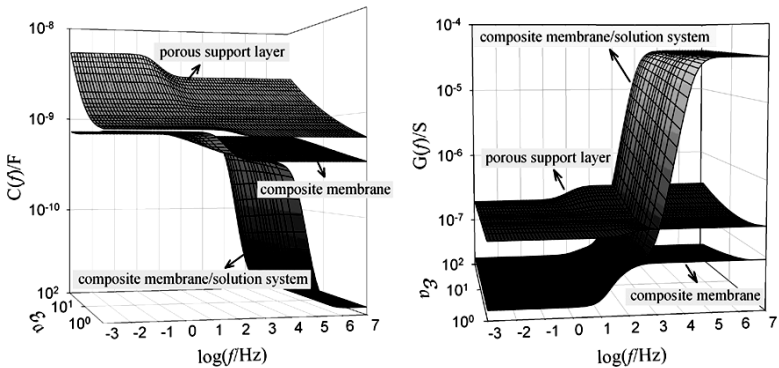 10⁻⁸
10⁻⁹
10⁻¹⁰
C(f)/F
porous support layer
composite membrane
composite membrane/solution system
10²
10¹
10⁰
-3 -2 -1 0 1 2 3 4 5 6 7
log(f/Hz)
10⁻⁴
10⁻⁵
10⁻⁶
10⁻⁷
G(f)/S
composite membrane/solution system
porous support layer
composite membrane
10²
10¹
10⁰
-3 -2 -1 0 1 2 3 4 5 6 7
log(f/Hz)